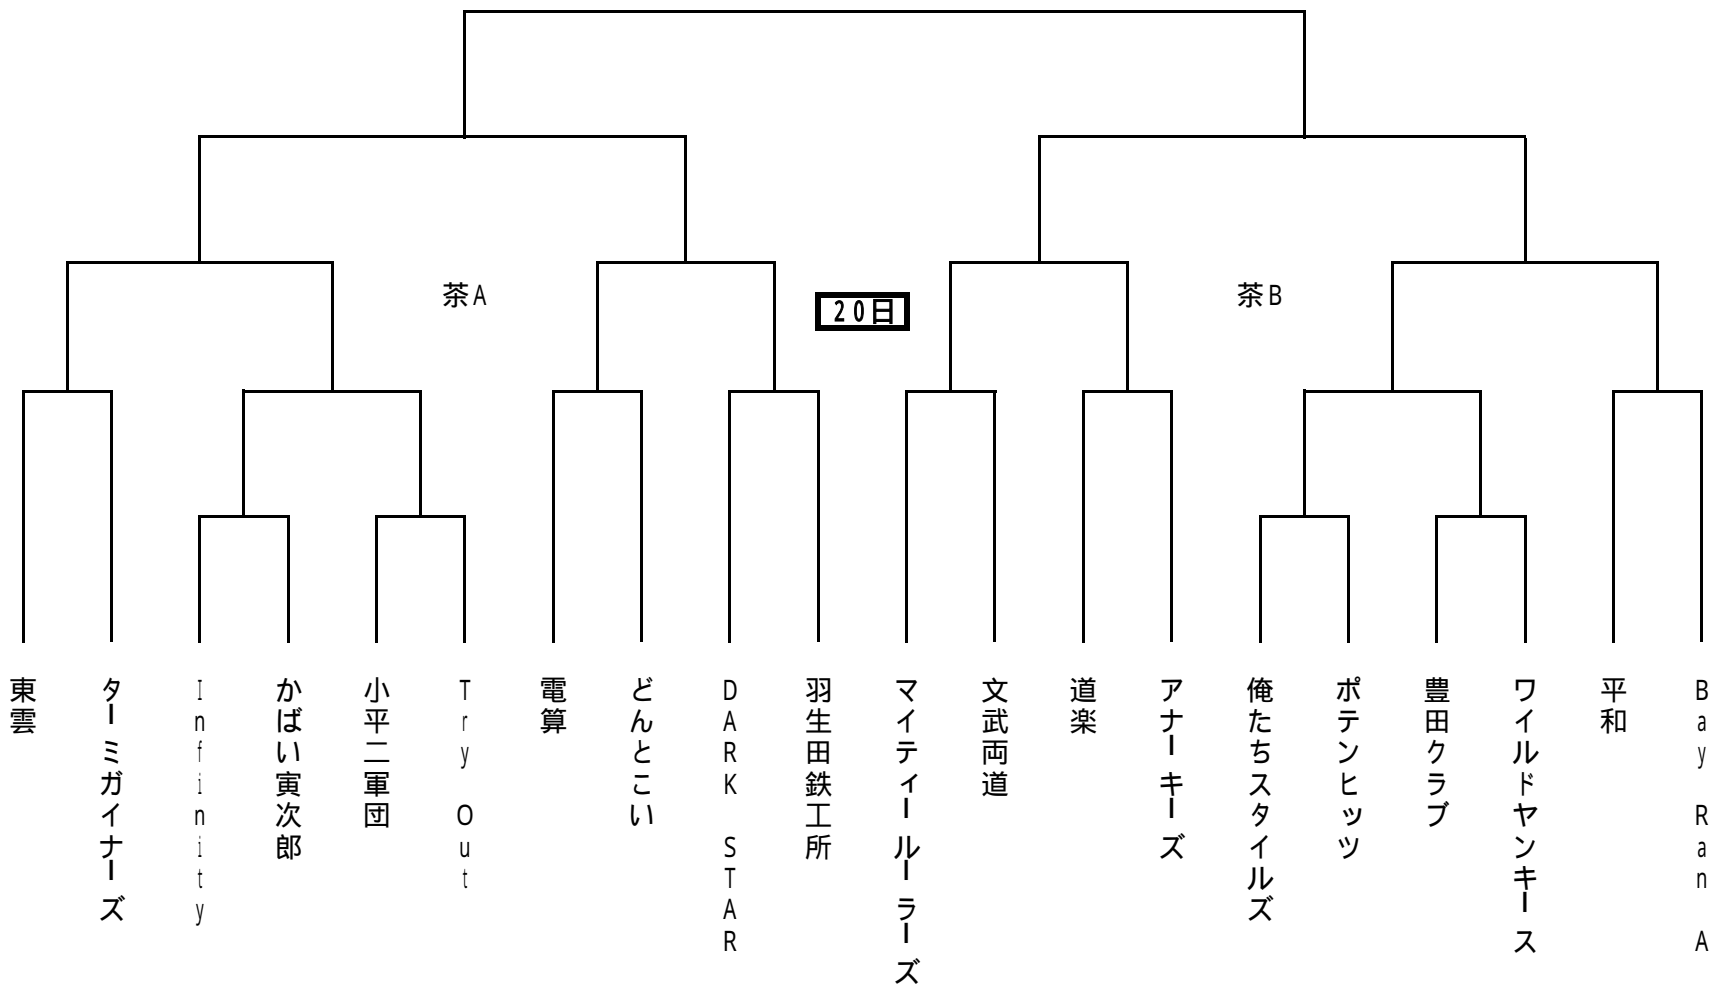 茶A
茶B
20日
東雲
ターミガイナーズ
Infinity
かばい寅次郎
小平二軍団
Try Out
電算
どんとこい
DARK STAR
羽生田鉄工所
マイティールーラーズ
文武両道
道楽
アナーキーズ
俺たちスタイルズ
ポテンヒッツ
豊田クラブ
ワイルドヤンキース
平和
Bay Ran A